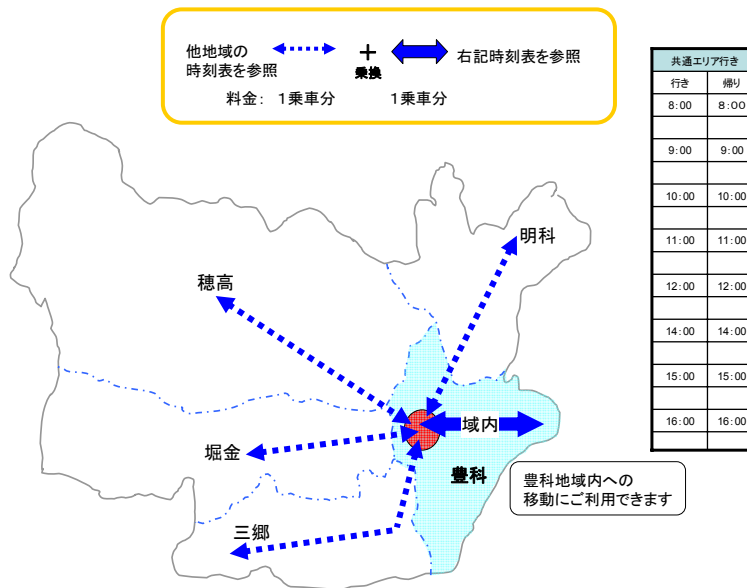 他地域の
時刻表を参照
+
乗換
右記時刻表を参照
料金: 1乗車分 1乗車分
共通エリア行き
行き 帰り
8:00 8:00
9:00 9:00
10:00 10:00
11:00 11:00
12:00 12:00
14:00 14:00
15:00 15:00
16:00 16:00
明科
穂高
域内
堀金
豊科
豊科地域内への
移動にご利用できます
三郷